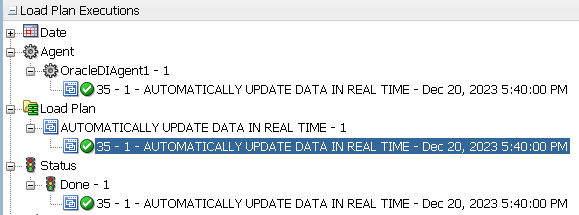 Load Plan Executions
Date
Agent
OracleDIAgent1 - 1
35 - 1 - AUTOMATICALLY UPDATE DATA IN REAL TIME - Dec 20, 2023 5:40:00 PM
Load Plan
AUTOMATICALLY UPDATE DATA IN REAL TIME - 1
35 - 1 - AUTOMATICALLY UPDATE DATA IN REAL TIME - Dec 20, 2023 5:40:00 PM
Status
Done - 1
35 - 1 - AUTOMATICALLY UPDATE DATA IN REAL TIME - Dec 20, 2023 5:40:00 PM